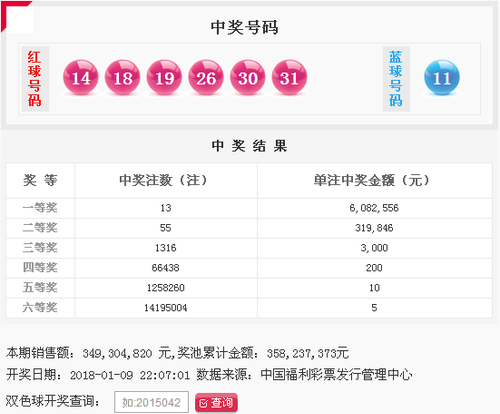 中奖号码
红球号码 14 18 19 26 30 31 蓝球号码 11
中 奖 结 果
奖 等 中奖注数（注） 单注中奖金额（元）
一等奖 13 6,082,556
二等奖 55 319,846
三等奖 1316 3,000
四等奖 66438 200
五等奖 1258260 10
六等奖 14195004 5
本期销售额：349,304,820 元,奖池累计金额：358,237,373元
开奖日期：2018-01-09 22:07:01 数据来源：中国福利彩票发行管理中心
双色球开奖查询： 如:2015042 查询